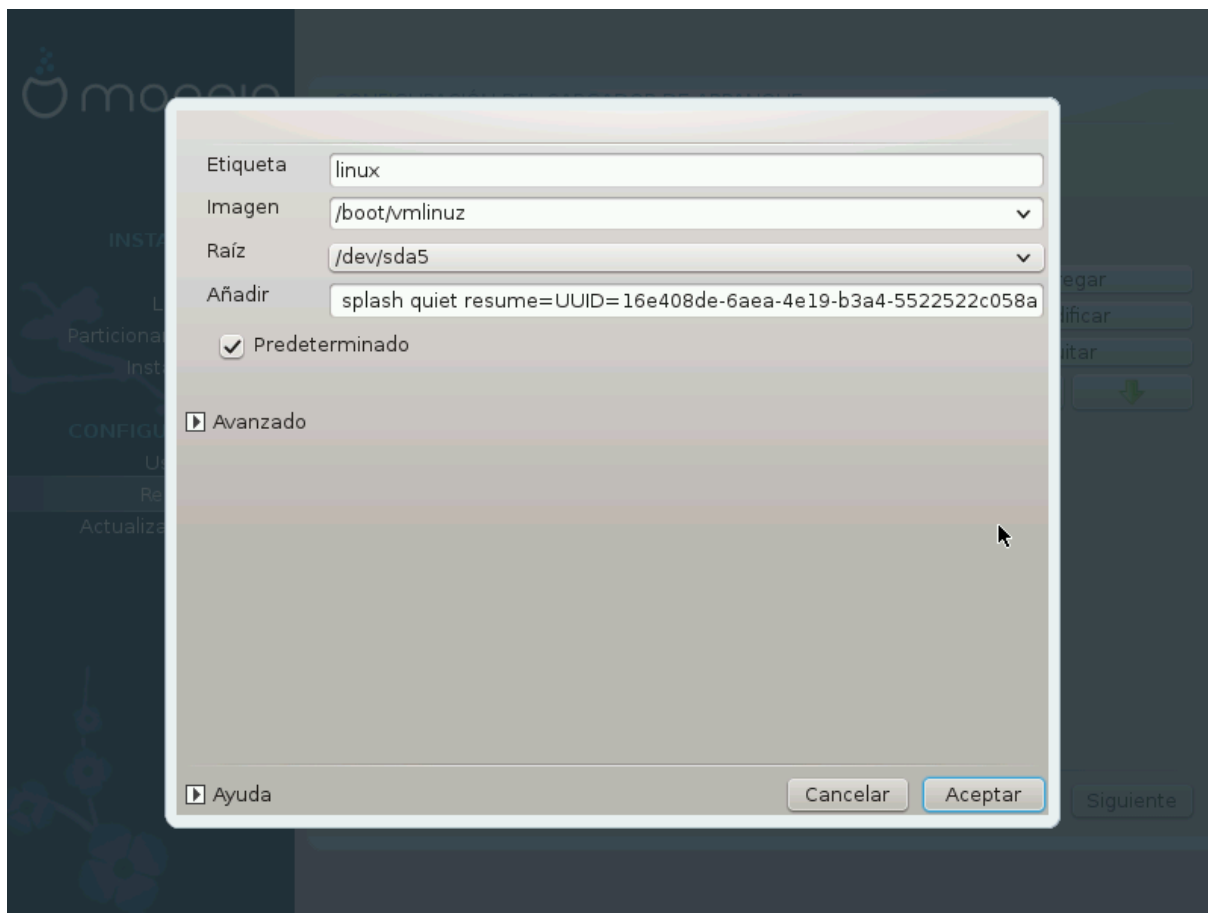 Etiqueta linux
Imagen /boot/vmlinuz
Raíz /dev/sda5
Añadir splash quiet resume=UUID=16e408de-6aea-4e19-b3a4-5522522c058a
Predeterminado
Avanzado
Ayuda Cancelar Aceptar
Siguiente